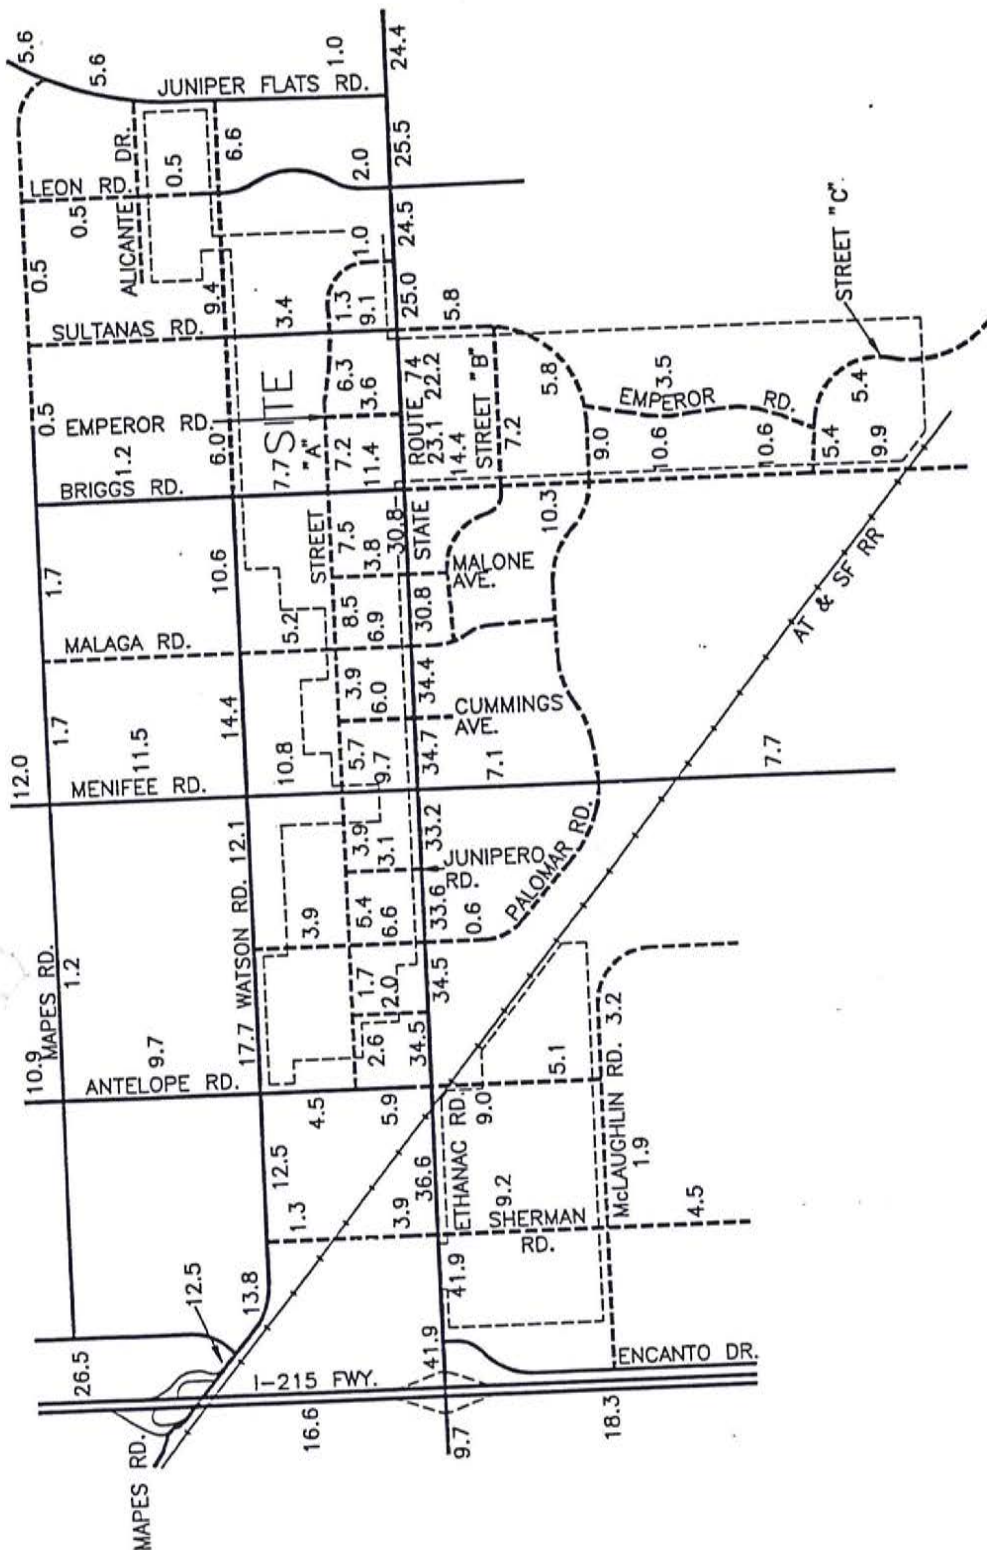 5.6
5.6
1.0
24.4
JUNIPER FLATS RD.
ALICANTE DR.
0.5
6.6
2.0
25.5
LEON RD.
0.5
0.5
9.4
1.0
24.5
SULTANAS RD.
3.4
1.3
9.1
25.0
5.8
STREET "C"
0.5
EMPEROR RD.
6.0
SITE
6.3
3.6
ROUTE 74
22.2
5.8
3.5
EMPEROR RD.
5.4
1.2
BRIGGS RD.
7.7
"A"
7.2
11.4
23.1
14.4
STREET "B"
7.2
9.0
10.6
10.6
5.4
9.9
1.7
10.6
STREET
7.5
3.8
30.8
STATE
10.3
MALONE
AVE.
MALAGA RD.
5.2
8.5
6.9
30.8
AT & SF RR
1.7
14.4
3.9
6.0
34.4
CUMMINGS
AVE.
12.0
11.5
MENIFEE RD.
10.8
5.7
9.7
34.7
7.1
7.7
12.1
3.9
3.1
33.2
JUNIPERO
RD.
PALOMAR RD.
MAPES RD.
1.2
WATSON RD.
3.9
5.4
6.6
33.6
0.6
10.9
9.7
17.7
1.7
2.0
34.5
ANTELOPE RD.
2.6
34.5
5.1
3.2
4.5
5.9
ETHANAC RD.
9.0
McLAUGHLIN RD.
12.5
1.3
3.9
36.6
9.2
SHERMAN
RD.
1.9
4.5
12.5
13.8
41.9
26.5
I-215 FWY.
41.9
ENCANTO DR.
MAPES RD.
16.6
9.7
18.3